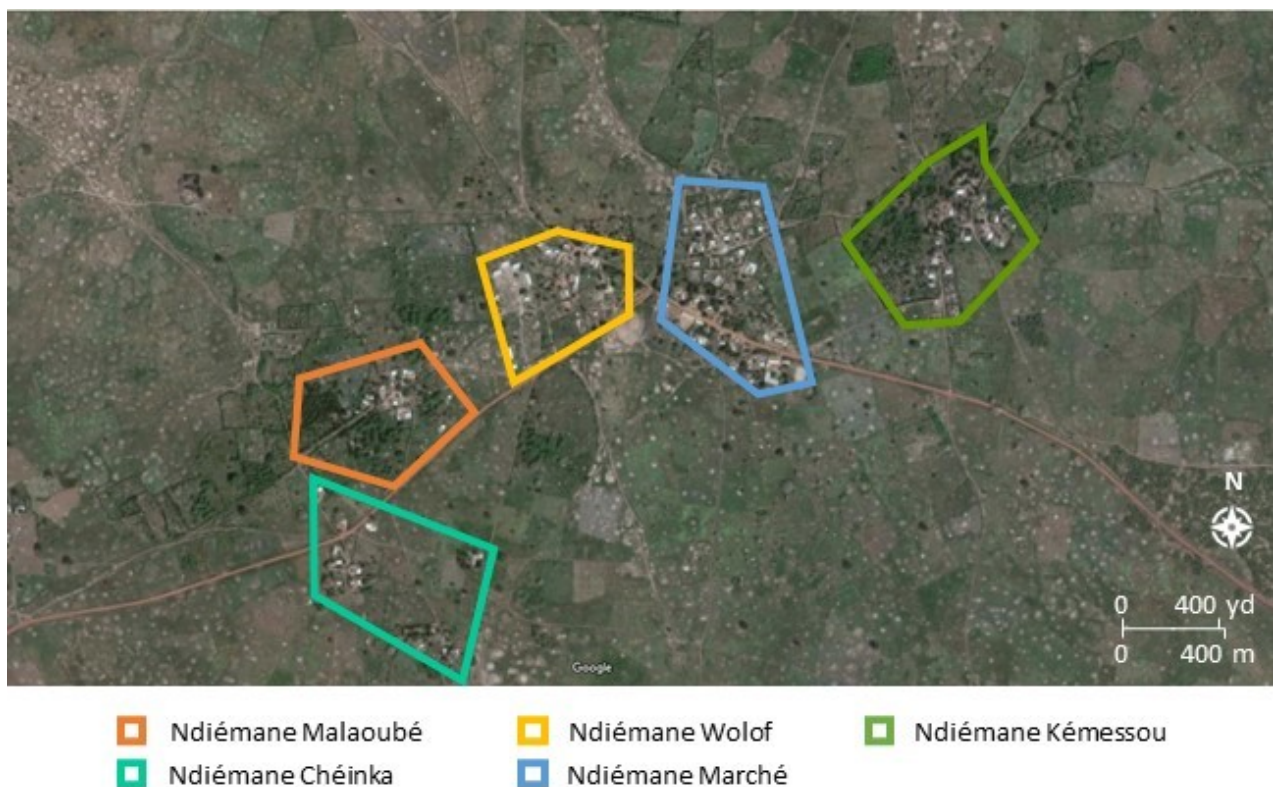 N
0 400 yd
0 400 m
Google
Ndiémane Malaoubé
Ndiémane Wolof
Ndiémane Kémessou
Ndiémane Chéinka
Ndiémane Marché